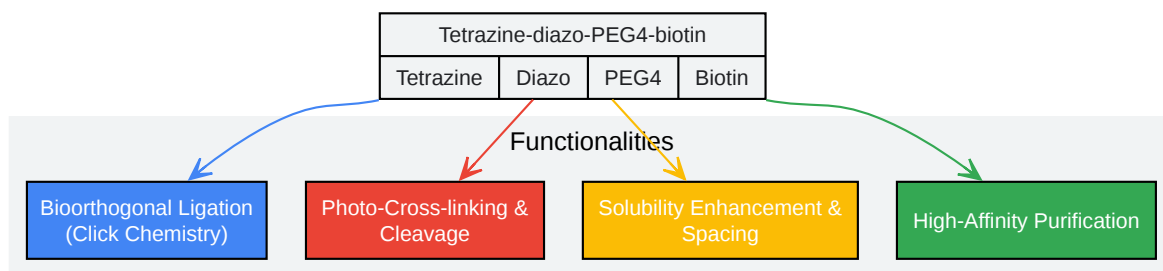 Tetrazine-diazo-PEG4-biotin
Tetrazine Diazo PEG4 Biotin
Functionalities
Bioorthogonal Ligation
(Click Chemistry)
Photo-Cross-linking &
Cleavage
Solubility Enhancement &
Spacing
High-Affinity Purification